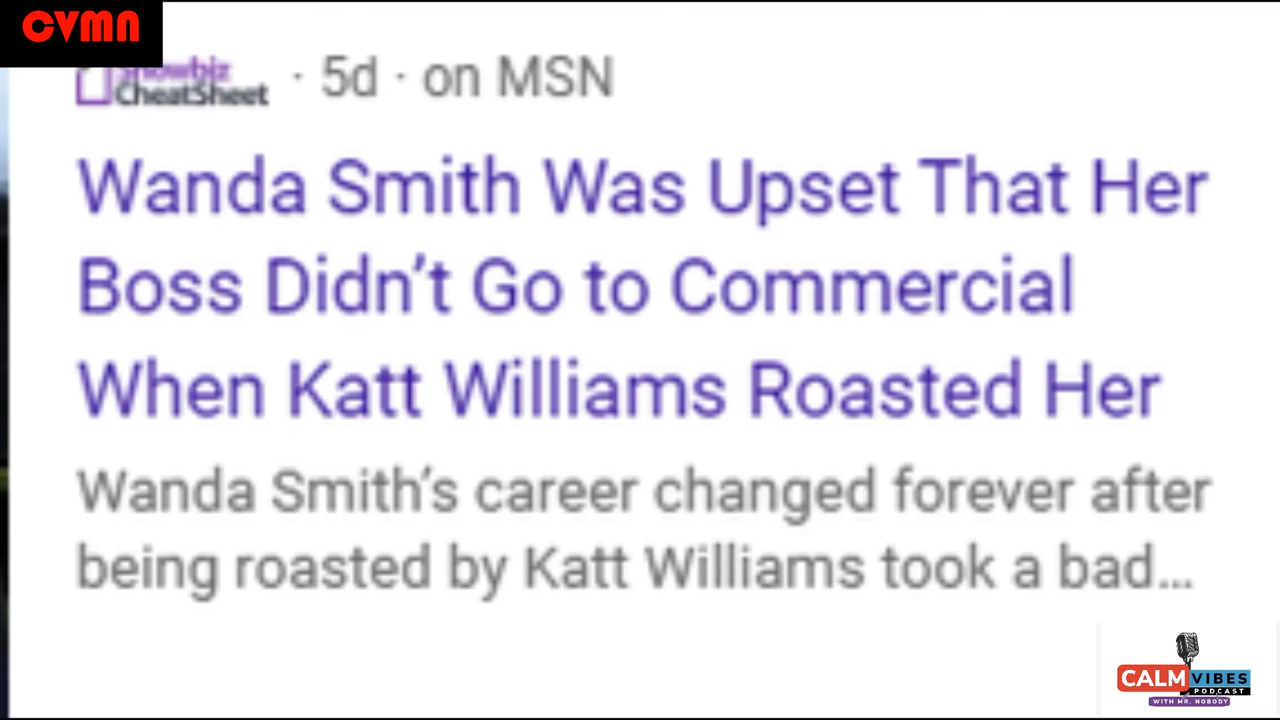 CVMN
Showbiz
CheatSheet · 5d · on MSN
Wanda Smith Was Upset That Her
Boss Didn't Go to Commercial
When Katt Williams Roasted Her
Wanda Smith's career changed forever after
being roasted by Katt Williams took a bad...
CALM VIBES
PODCAST
WITH MR. NOBODY